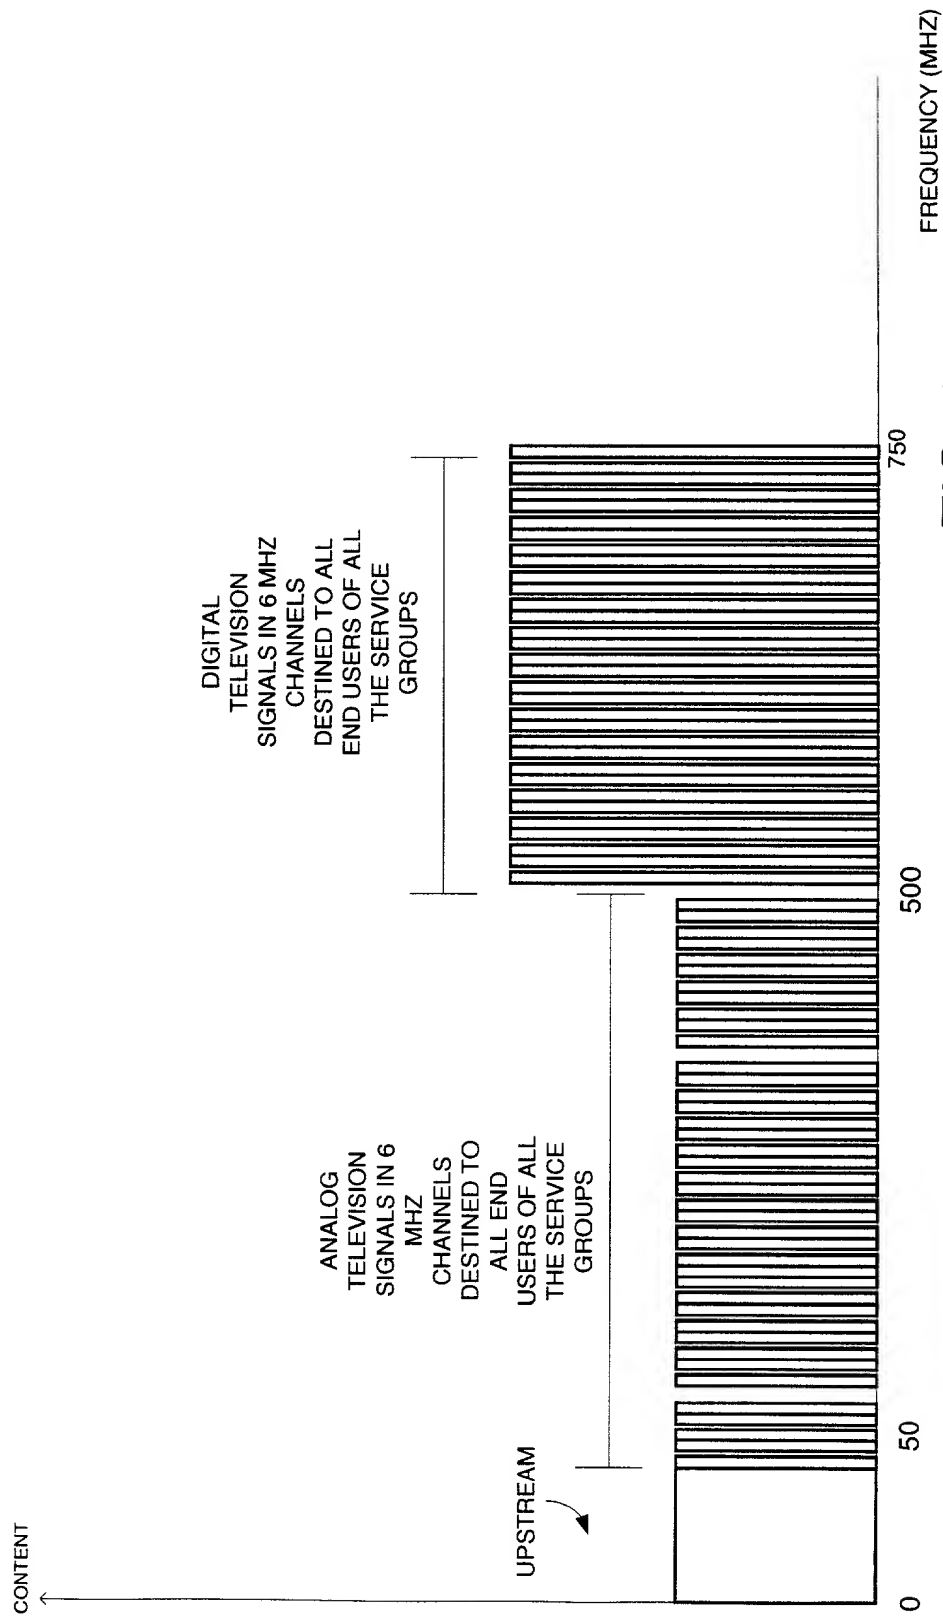 CONTENT
DIGITAL
TELEVISION
SIGNALS IN 6 MHZ
CHANNELS
DESTINED TO ALL
END USERS OF ALL
THE SERVICE
GROUPS
ANALOG
TELEVISION
SIGNALS IN 6
MHZ
CHANNELS
DESTINED TO
ALL END
USERS OF ALL
THE SERVICE
GROUPS
UPSTREAM
0
50
500
750
FREQUENCY (MHZ)